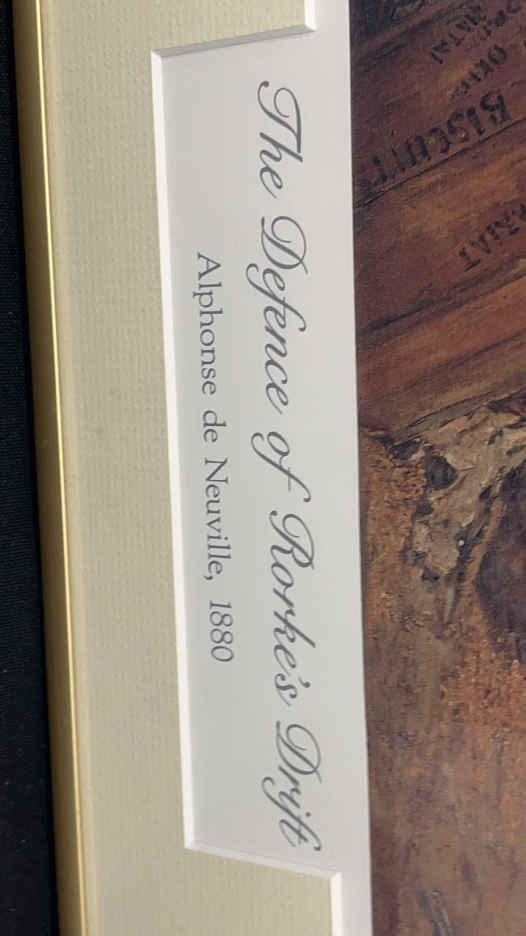 The Defence of Rorke's Drift
Alphonse de Neuville, 1880
BISCUIT